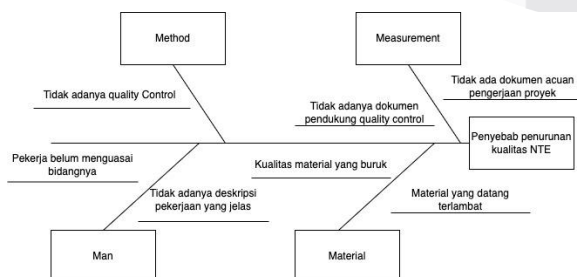 Method
Measurement
Tidak adanya quality Control
Tidak ada dokumen acuan
pengerjaan proyek
Tidak adanya dokumen
pendukung quality control
Penyebab penurunan
kualitas NTE
Pekerja belum menguasai
bidangnya
Kualitas material yang buruk
Tidak adanya deskripsi
pekerjaan yang jelas
Material yang datang
terlambat
Man
Material